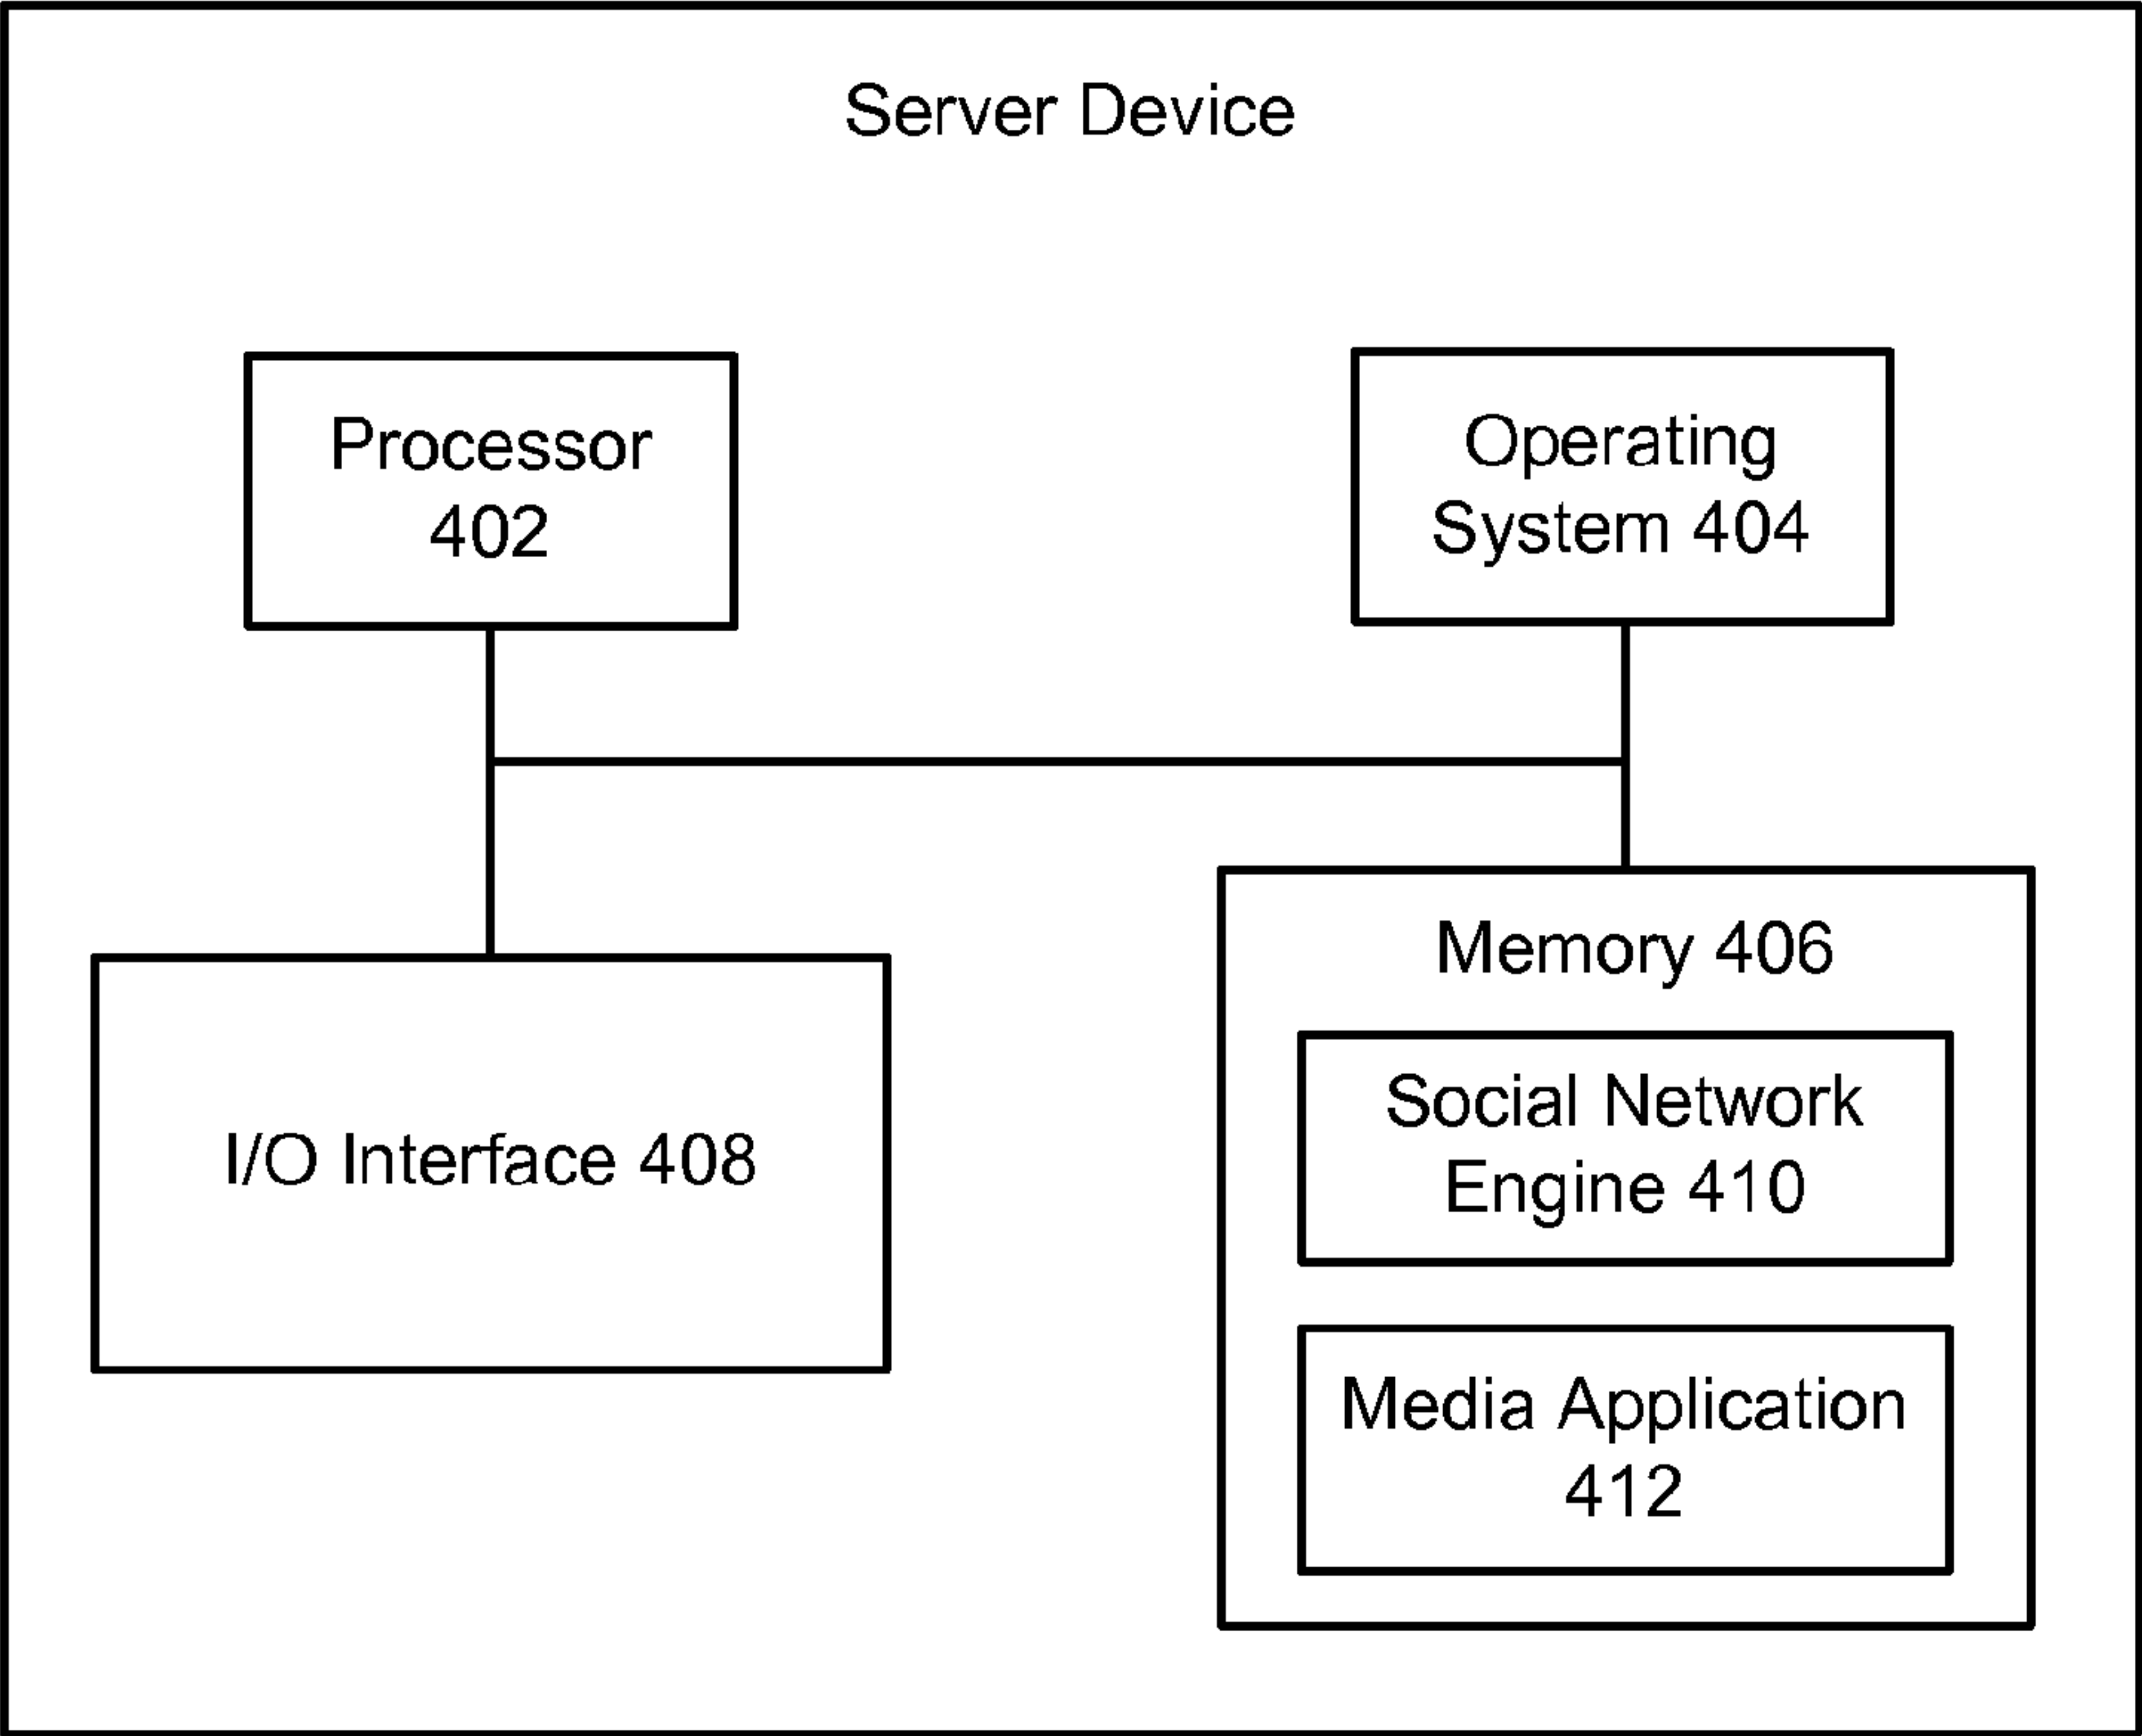 Server Device
Processor
402
Operating
System 404
I/O Interface 408
Memory 406
Social Network
Engine 410
Media Application
412